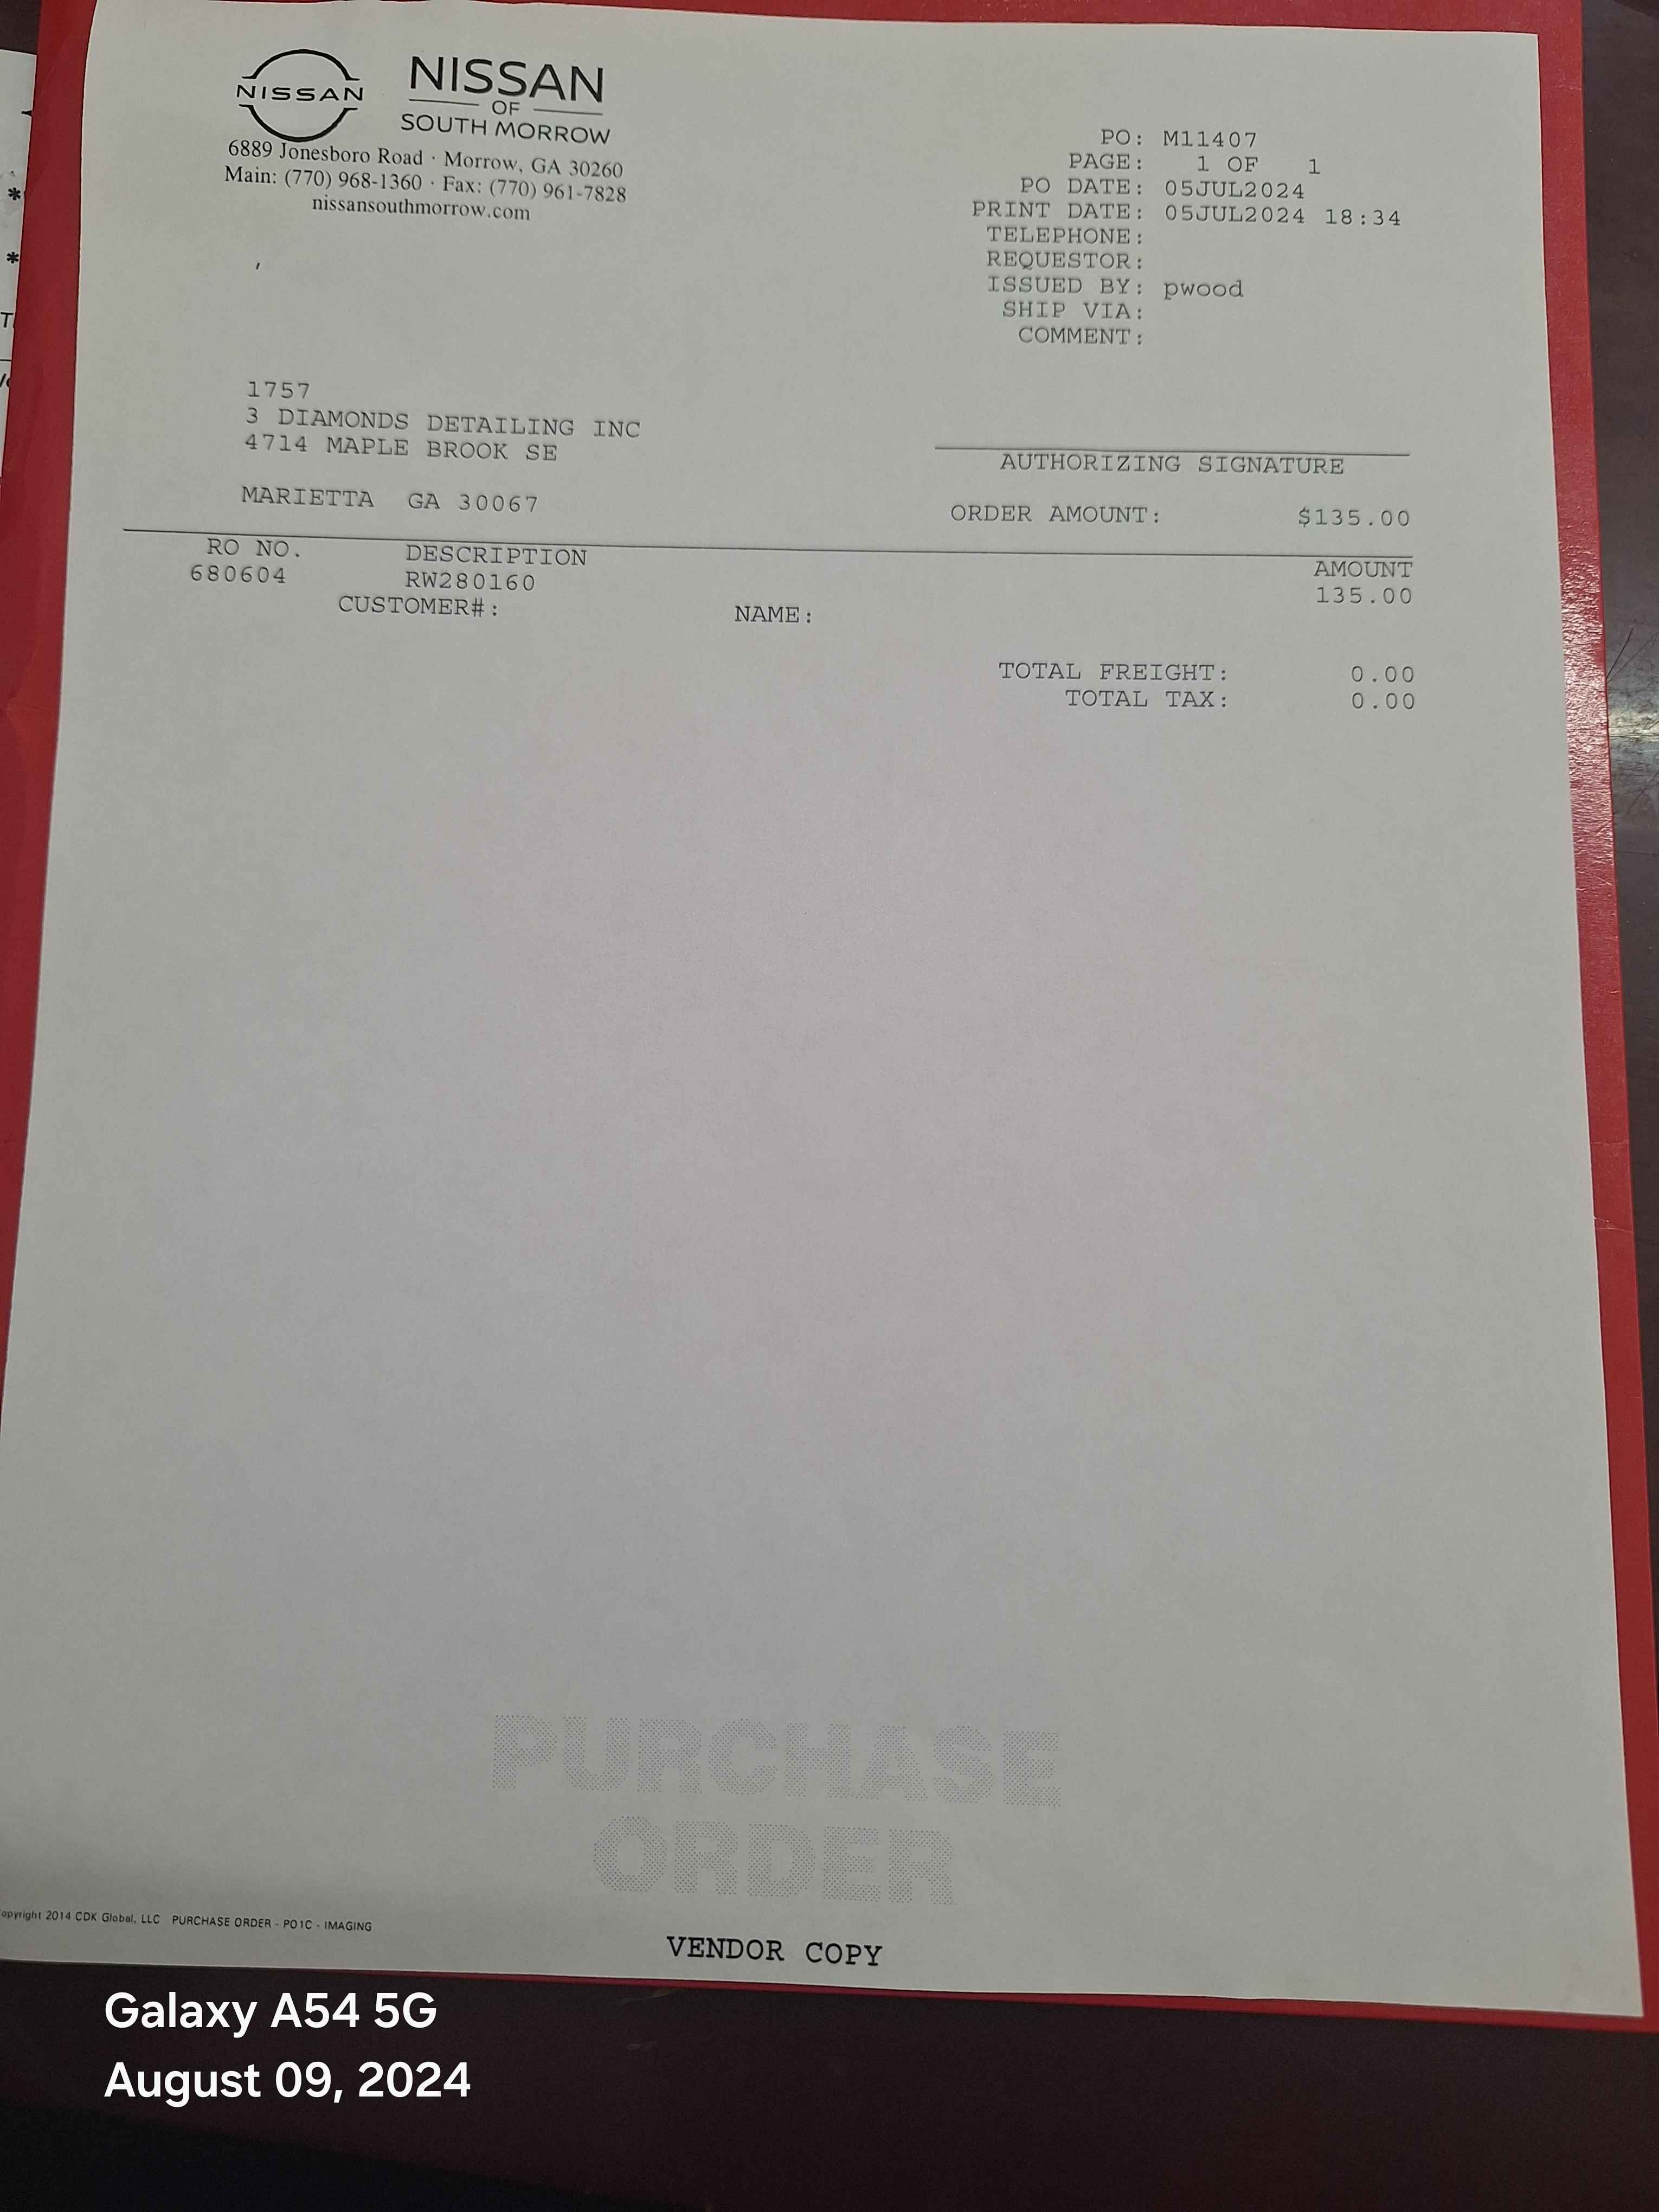 NISSAN
NISSAN
OF
SOUTH MORROW
6889 Jonesboro Road · Morrow, GA 30260
Main: (770) 968-1360 · Fax: (770) 961-7828
nissansouthmorrow.com
PO: M11407
PAGE: 1 OF 1
PO DATE: 05JUL2024
PRINT DATE: 05JUL2024 18:34
TELEPHONE:
REQUESTOR:
ISSUED BY: pwood
SHIP VIA:
COMMENT:
1757
3 DIAMONDS DETAILING INC
4714 MAPLE BROOK SE
MARIETTA GA 30067
AUTHORIZING SIGNATURE
ORDER AMOUNT: $135.00
RO NO. DESCRIPTION AMOUNT
680604 RW280160 135.00
CUSTOMER#: NAME:
TOTAL FREIGHT: 0.00
TOTAL TAX: 0.00
PURCHASE
ORDER
opyright 2014 CDK Global, LLC PURCHASE ORDER - PO1C - IMAGING
VENDOR COPY
Galaxy A54 5G
August 09, 2024